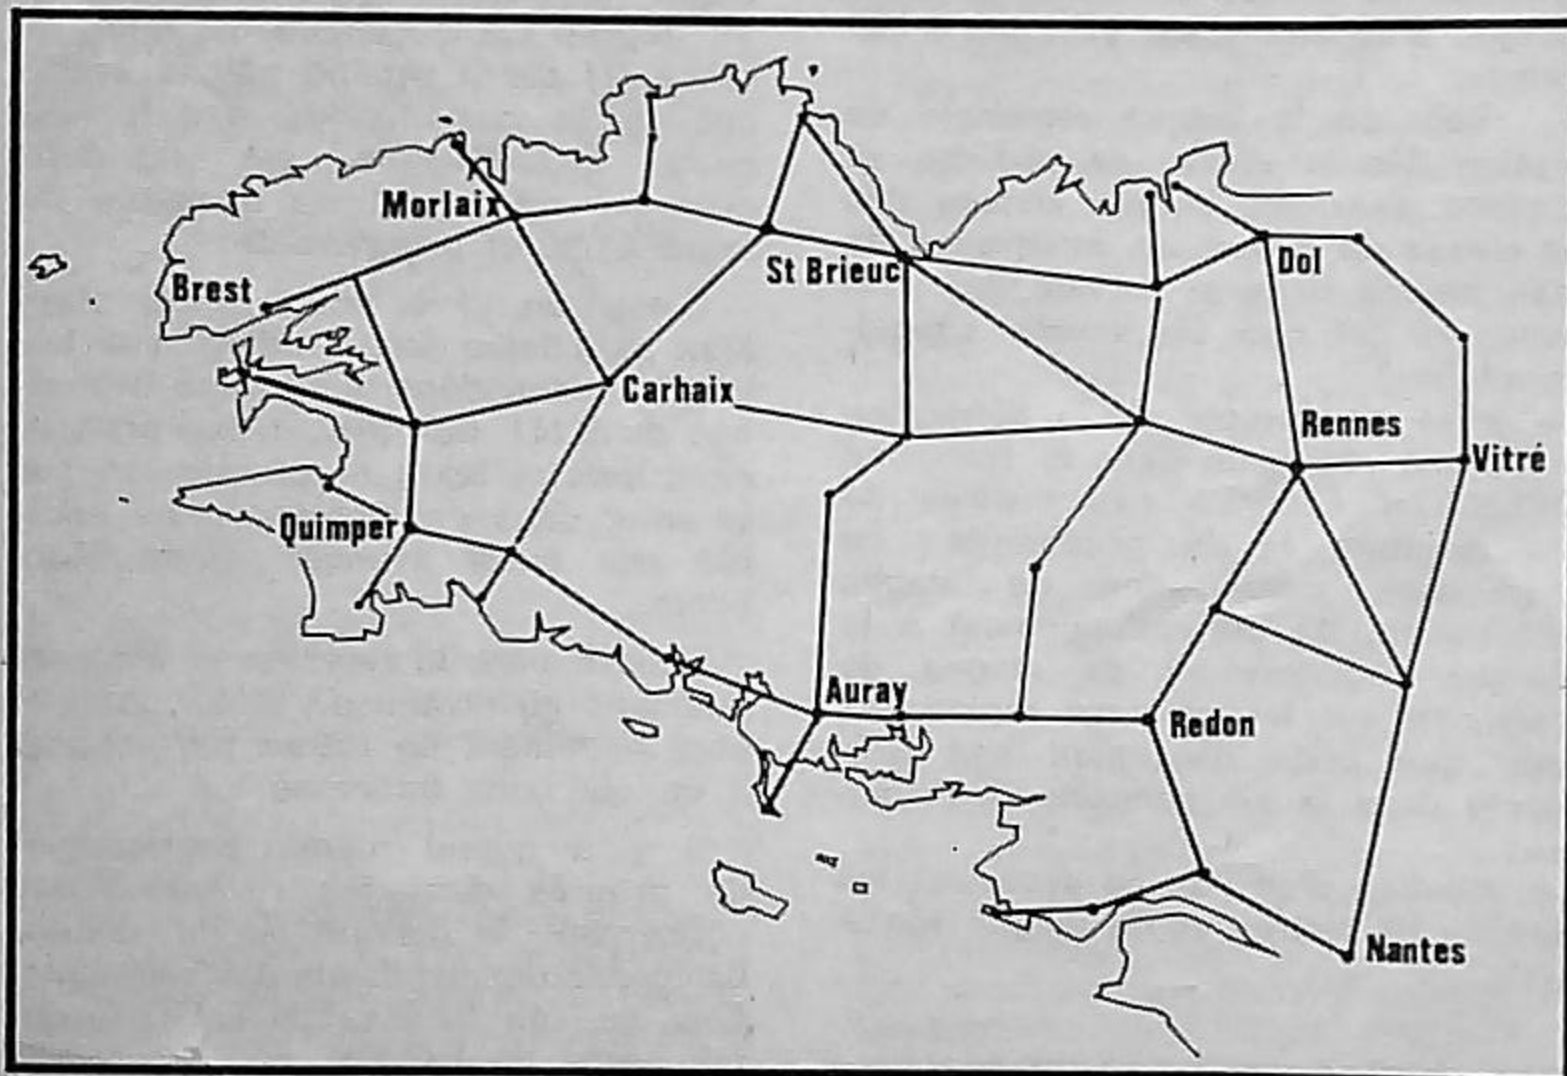 Morlaix
Brest
St Brieuc
Dol
Carhaix
Rennes
Vitré
Quimper
Auray
Redon
Nantes